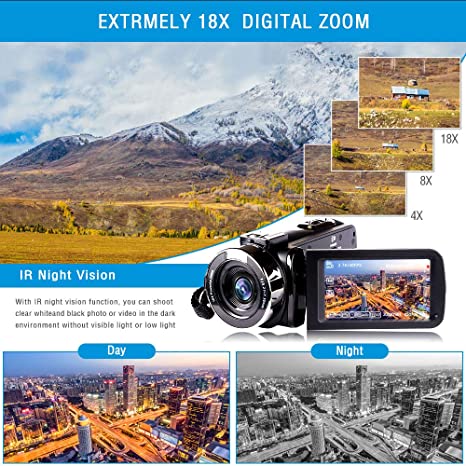 EXTRMELY 18X DIGITAL ZOOM
18X
8X
4X
IR Night Vision
With IR night vision function, you can shoot
clear whiteand black photo or video in the dark
environment without visible light or low light
Day
Night